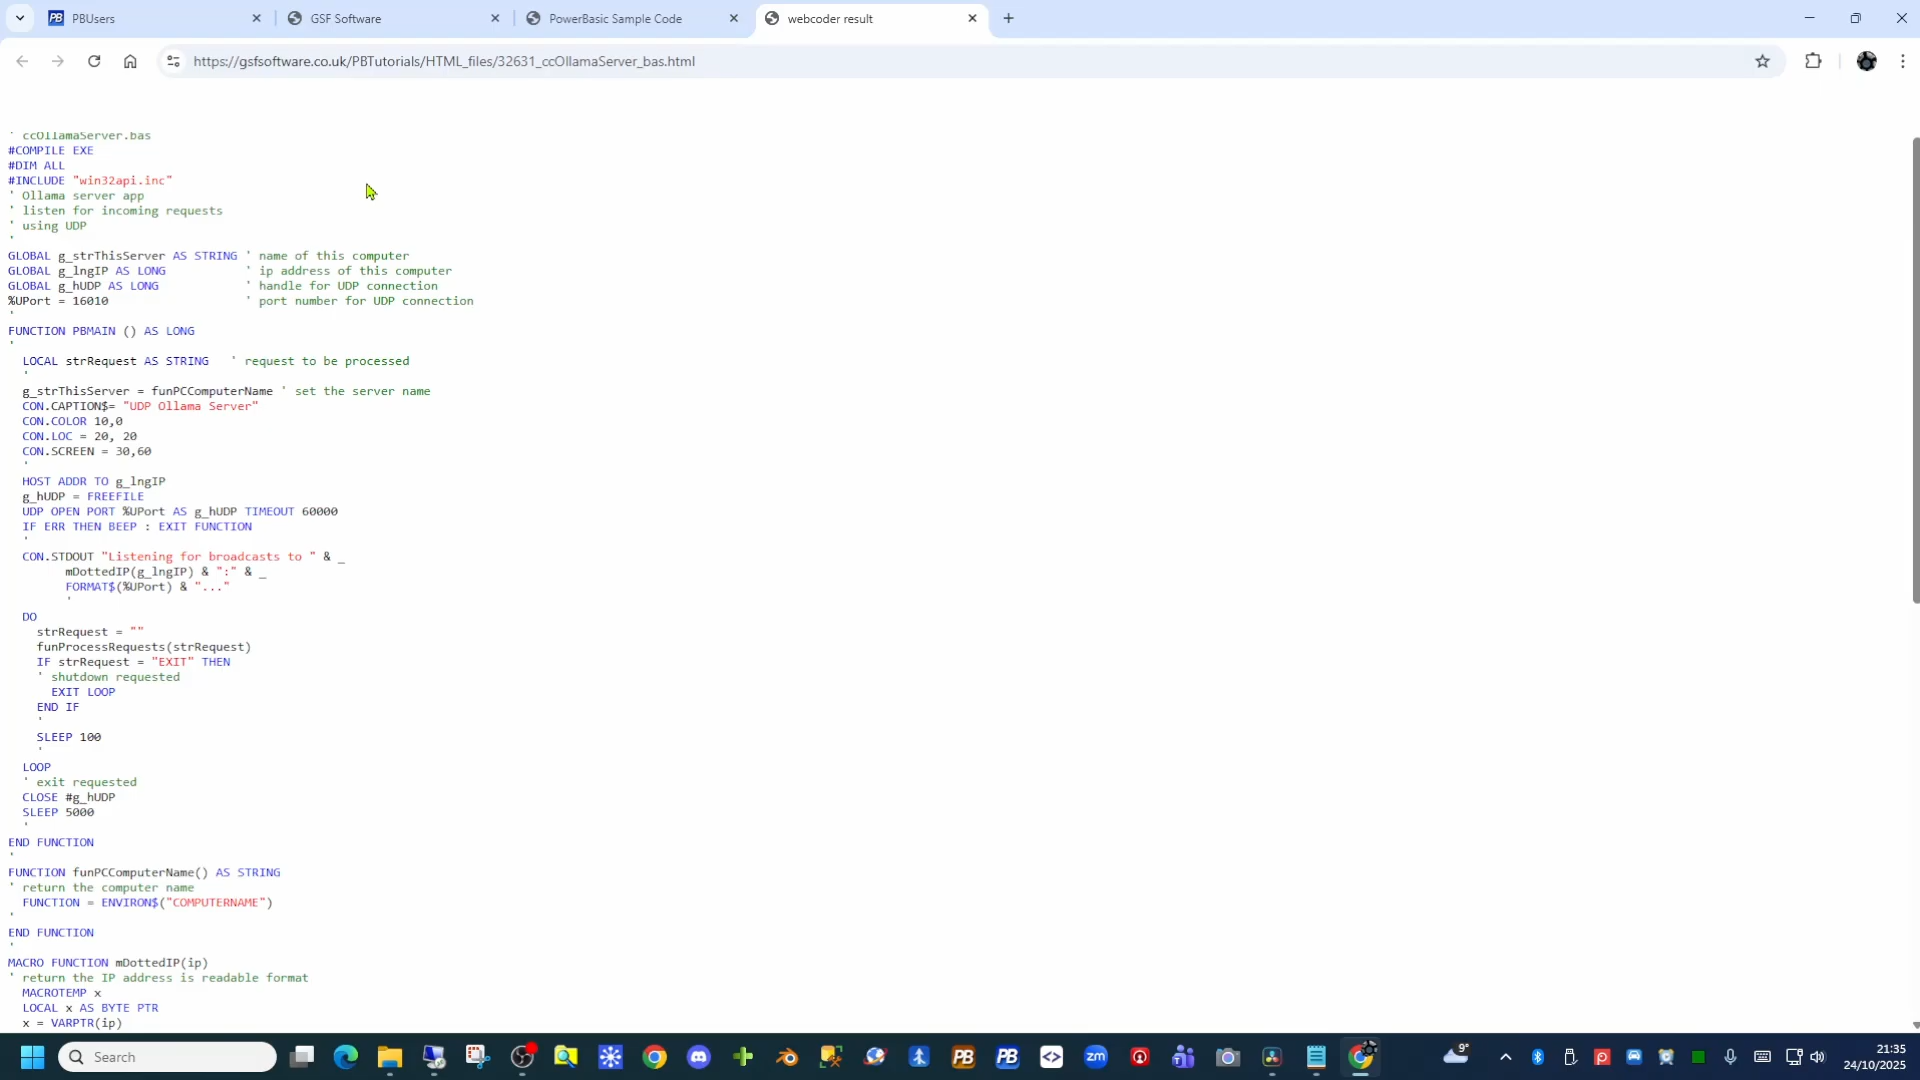 PBUsers
GSF Software
PowerBasic Sample Code
webcoder result
https://gsfsoftware.co.uk/PBTutorials/HTML_files/32631_ccOllamaServer_bas.html
' ccOllamaServer.bas
#COMPILE EXE
#DIM ALL
#INCLUDE "win32api.inc"
' Ollama server app
' listen for incoming requests
' using UDP
'
GLOBAL g_strThisServer AS STRING ' name of this computer
GLOBAL g_lngIP AS LONG           ' ip address of this computer
GLOBAL g_hUDP AS LONG            ' handle for UDP connection
%UPort = 16010                   ' port number for UDP connection
'
FUNCTION PBMAIN () AS LONG
'
  LOCAL strRequest AS STRING   ' request to be processed
  '
  g_strThisServer = funPCComputerName ' set the server name
  CON.CAPTION$= "UDP Ollama Server"
  CON.COLOR 10,0
  CON.LOC = 20, 20
  CON.SCREEN = 30,60
  '
  HOST ADDR TO g_lngIP
  g_hUDP = FREEFILE
  UDP OPEN PORT %UPort AS g_hUDP TIMEOUT 60000
  IF ERR THEN BEEP : EXIT FUNCTION
  '
  CON.STDOUT "Listening for broadcasts to " & _
        mDottedIP(g_lngIP) & ":" & _
        FORMAT$(%UPort) & "..."
        '
  DO
    strRequest = ""
    funProcessRequests(strRequest)
    IF strRequest = "EXIT" THEN
    ' shutdown requested
      EXIT LOOP
    END IF
    '
    SLEEP 100
    '
  LOOP
  ' exit requested
  CLOSE #g_hUDP
  SLEEP 5000
  '
END FUNCTION
'
FUNCTION funPCComputerName() AS STRING
' return the computer name
  FUNCTION = ENVIRON$("COMPUTERNAME")
'
END FUNCTION
'
MACRO FUNCTION mDottedIP(ip)
' return the IP address is readable format
  MACROTEMP x
  LOCAL x AS BYTE PTR
  x = VARPTR(ip)
Search
PB
PB
zm
9°
21:35
24/10/2025